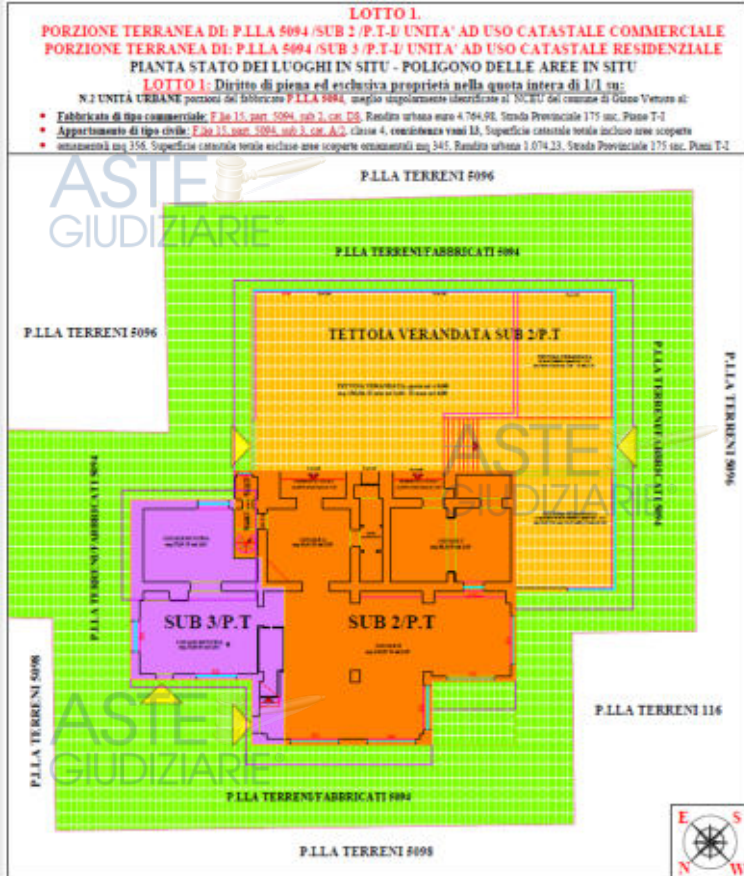 LOTTO 1.
PORZIONE TERRANEA DI: P.LLA 5094 /SUB 2 /P.T-I/ UNITA' AD USO CATASTALE COMMERCIALE
PORZIONE TERRANEA DI: P.LLA 5094 /SUB 3 /P.T-I/ UNITA' AD USO CATASTALE RESIDENZIALE
PIANTA STATO DEI LUOGHI IN SITU - POLIGONO DELLE AREE IN SITU
LOTTO 1: Diritto di piena ed esclusiva proprietà nella quota intera di 1/1 su:
N.2 UNITÀ URBANE porzioni del fabbricato P.LLA 5094, meglio singolarmente identificate al NCEU del comune di Giano Vetusto al:
Fabbricato di tipo commerciale: F.lio 15, part. 5094, sub 2, cat. D8, Rendita urbana euro 4.764,98, Strada Provinciale 175 snc, Piano T-I
Appartamento di tipo civile: F.lio 15, part. 5094, sub 3, cat. A/2, classe 4, consistenza vani 13, Superficie catastale totale incluso aree scoperte
ornamentali mq 356, Superficie catastale totale escluse aree scoperte ornamentali mq 345, Rendita urbana 1.074,23, Strada Provinciale 175 snc, Piani T-I
ASTE
GIUDIZIARIE®
P.LLA TERRENI 5096
P.LLA TERRENI/FABBRICATI 5094
P.LLA TERRENI 5096
TETTOIA VERANDATA SUB 2/P.T
TETTOIA VERANDATA
P.LLA TERRENI/FABBRICATI 5094
P.LLA TERRENI 5096
ASTE
GIUDIZIARIE
P.LLA TERRENI/FABBRICATI 5094
SUB 3/P.T
SUB 2/P.T
P.LLA TERRENI 5098
P.LLA TERRENI 116
ASTE
GIUDIZIARIE
P.LLA TERRENI/FABBRICATI 5094
P.LLA TERRENI 5098
E S
N W